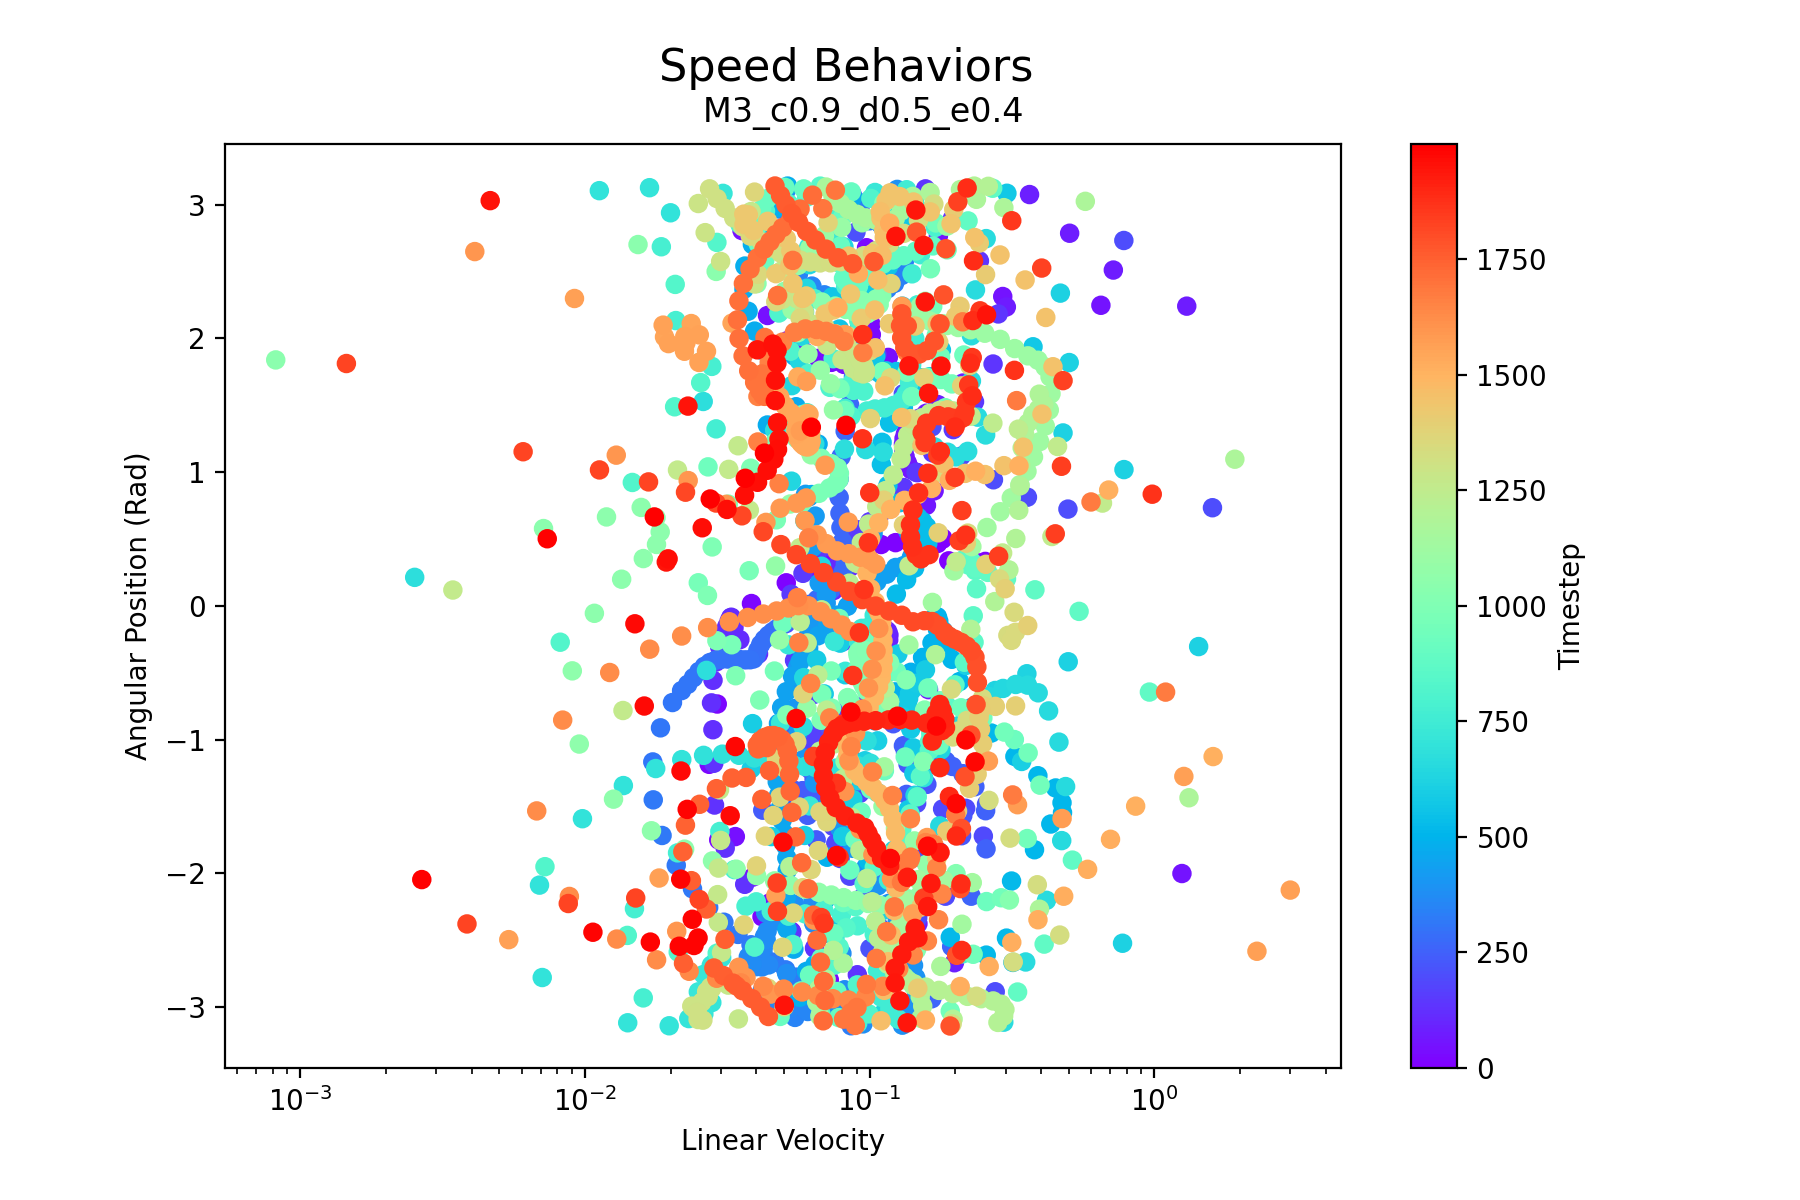 Speed Behaviors
M3_c0.9_d0.5_e0.4
Angular Position (Rad)
3
2
1
0
−1
−2
−3
10⁻³ 10⁻² 10⁻¹ 10⁰
Linear Velocity
1750
1500
1250
1000
750
500
250
0
Timestep